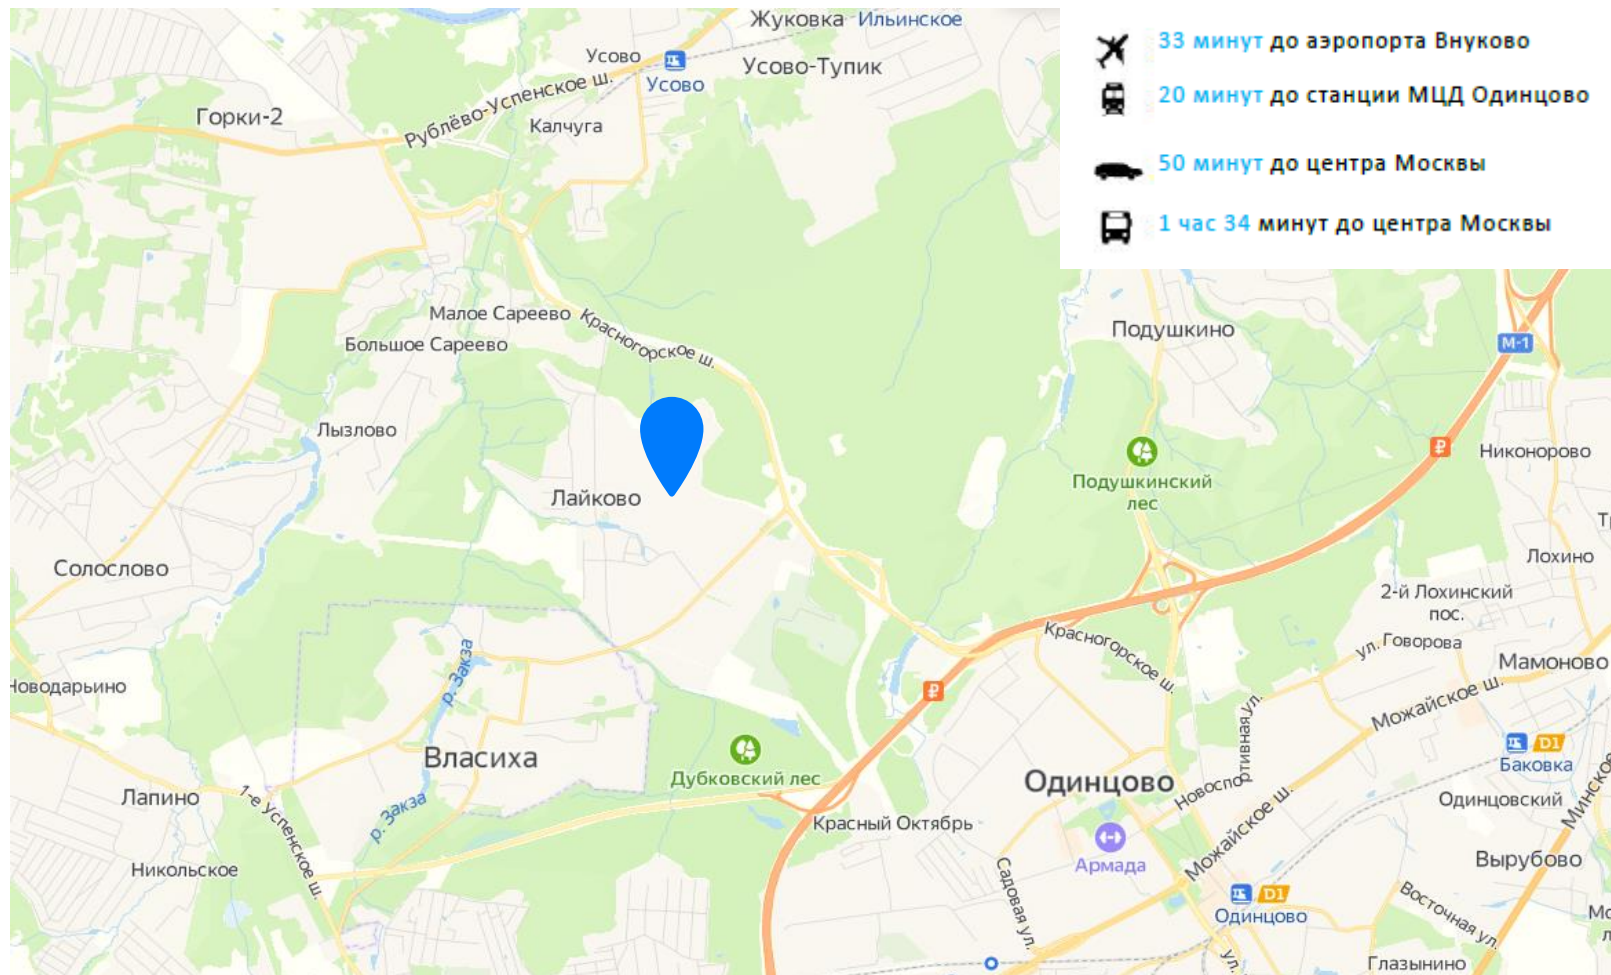 33 минут до аэропорта Внуково
20 минут до станции МЦД Одинцово
50 минут до центра Москвы
1 час 34 минут до центра Москвы
Жуковка
Ильинское
Усово
Усово-Тупик
Усово
Рублёво-Успенское ш.
Горки-2
Калчуга
Малое Сареево
Красногорское ш.
Большое Сареево
Подушкино
М-1
Лызлово
Никонорово
Подушкинский
лес
Лайково
Солослово
Лохино
2-й Лохинский
пос.
Красногорское ш.
ул. Говорова
Мамоново
р. Закза
Можайское ш.
Баковка
D1
Власиха
Дубковский лес
Одинцово
Лапино
1-е Успенское ш.
р. Закза
Красный Октябрь
Одинцовский
Армада
Можайское ш.
Никольское
Вырубово
Садовая ул.
D1
Одинцово
Восточная ул.
Глазынино